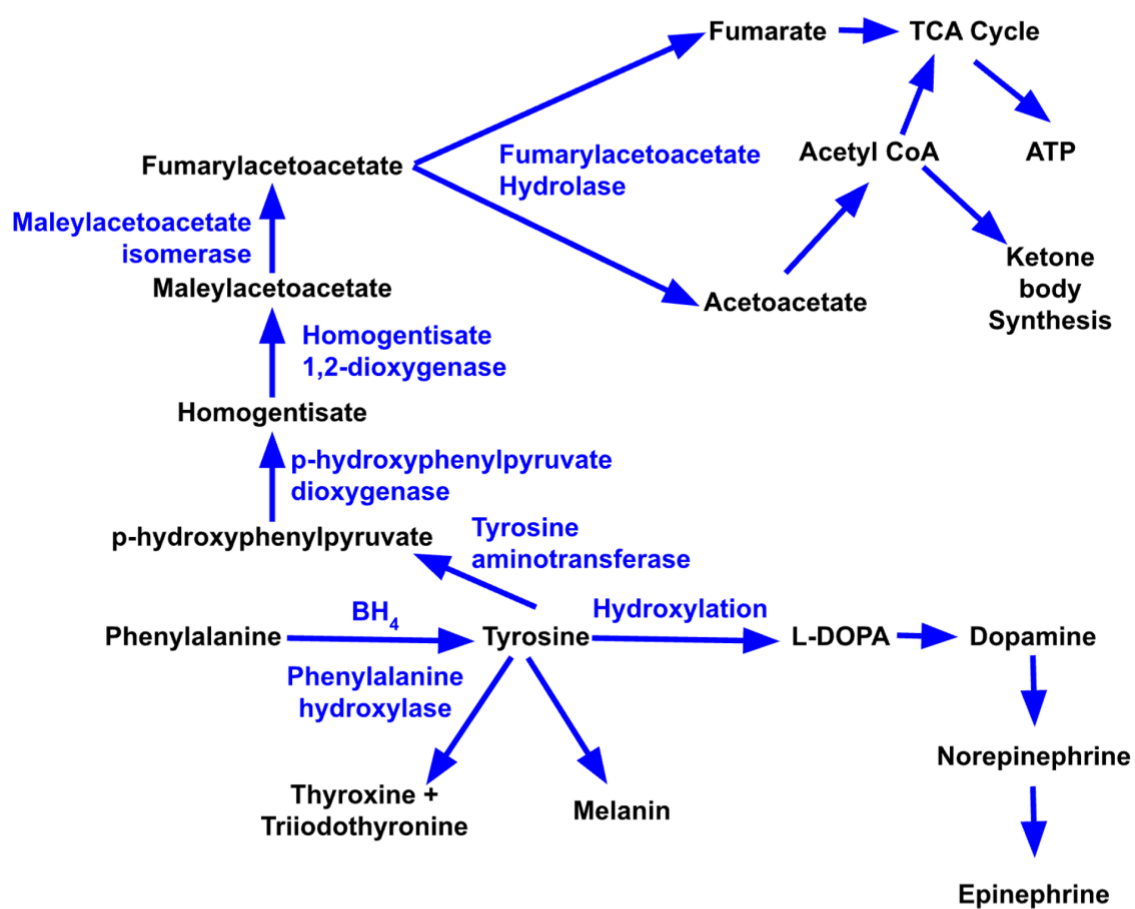 Fumarate
TCA Cycle
Fumarylacetoacetate
Fumarylacetoacetate
Hydrolase
Acetyl CoA
ATP
Maleylacetoacetate
isomerase
Maleylacetoacetate
Acetoacetate
Ketone
body
Synthesis
Homogentisate
1,2-dioxygenase
Homogentisate
p-hydroxyphenylpyruvate
dioxygenase
p-hydroxyphenylpyruvate
Tyrosine
aminotransferase
Phenylalanine
BH4
Phenylalanine
hydroxylase
Tyrosine
Hydroxylation
L-DOPA
Dopamine
Thyroxine +
Triiodothyronine
Melanin
Norepinephrine
Epinephrine